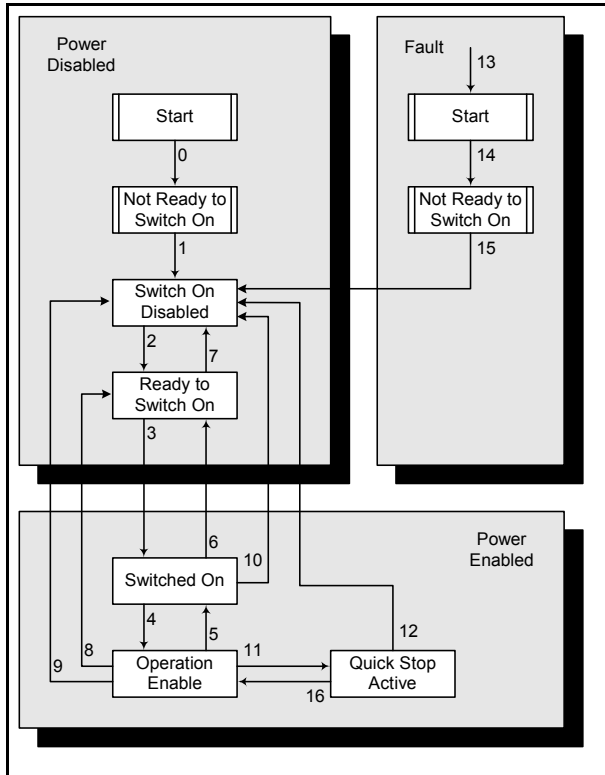 Power
Disabled
Start
0
Not Ready to
Switch On
1
Switch On
Disabled
2
7
Ready to
Switch On
3
Fault
13
Start
14
Not Ready to
Switch On
15
Power
Enabled
6
10
Switched On
4
5
8
9
Operation
Enable
11
16
12
Quick Stop
Active